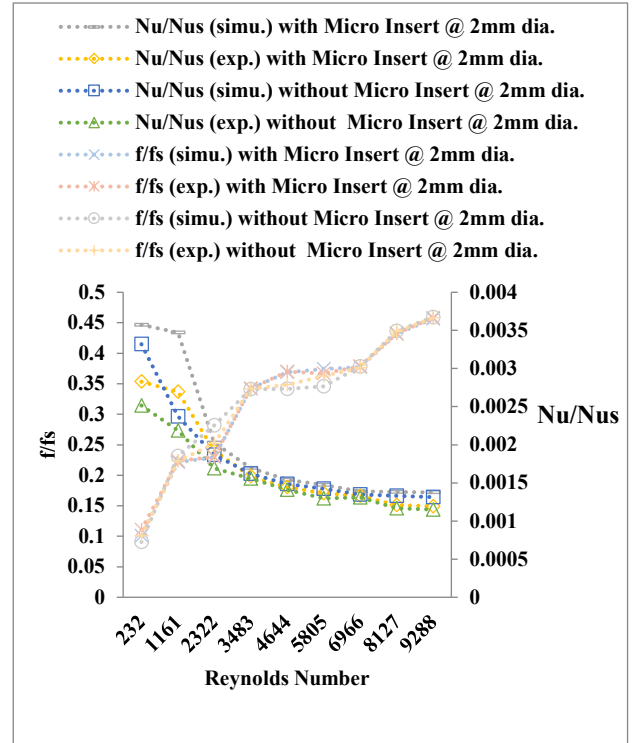 Nu/Nus (simu.) with Micro Insert @ 2mm dia.
Nu/Nus (exp.) with Micro Insert @ 2mm dia.
Nu/Nus (simu.) without Micro Insert @ 2mm dia.
Nu/Nus (exp.) without  Micro Insert @ 2mm dia.
f/fs (simu.) with Micro Insert @ 2mm dia.
f/fs (exp.) with Micro Insert @ 2mm dia.
f/fs (simu.) without Micro Insert @ 2mm dia.
f/fs (exp.) without  Micro Insert @ 2mm dia.
0.5
0.45
0.4
0.35
0.3
0.25
0.2
0.15
0.1
0.05
0
f/fs
0.004
0.0035
0.003
0.0025
0.002
0.0015
0.001
0.0005
0
Nu/Nus
232
1161
2322
3483
4644
5805
6966
8127
9288
Reynolds Number